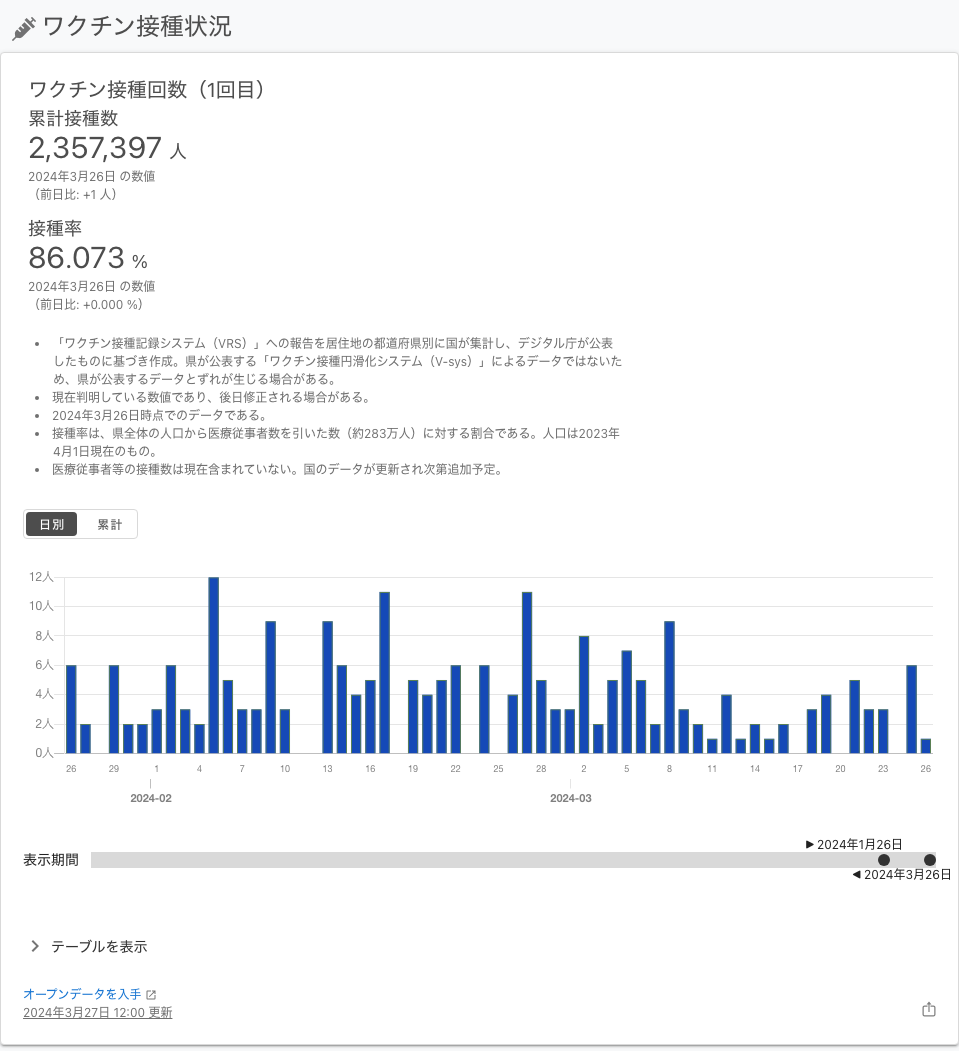 ワクチン接種状況
ワクチン接種回数（1回目）
累計接種数
2,357,397 人
2024年3月26日 の数値
（前日比: +1 人）
接種率
86.073 %
2024年3月26日 の数値
（前日比: +0.000 %）
• 「ワクチン接種記録システム（VRS）」への報告を居住地の都道府県別に国が集計し、デジタル庁が公表
したものに基づき作成。県が公表する「ワクチン接種円滑化システム（V-sys）」によるデータではないた
め、県が公表するデータとずれが生じる場合がある。
• 現在判明している数値であり、後日修正される場合がある。
• 2024年3月26日時点でのデータである。
• 接種率は、県全体の人口から医療従事者数を引いた数（約283万人）に対する割合である。人口は2023年
4月1日現在のもの。
• 医療従事者等の接種数は現在含まれていない。国のデータが更新され次第追加予定。
日別 累計
12人
10人
8人
6人
4人
2人
0人
26 29 1 4 7 10 13 16 19 22 25 28 2 5 8 11 14 17 20 23 26
2024-02 2024-03
▶ 2024年1月26日
表示期間
◀ 2024年3月26日
テーブルを表示
オープンデータを入手
2024年3月27日 12:00 更新